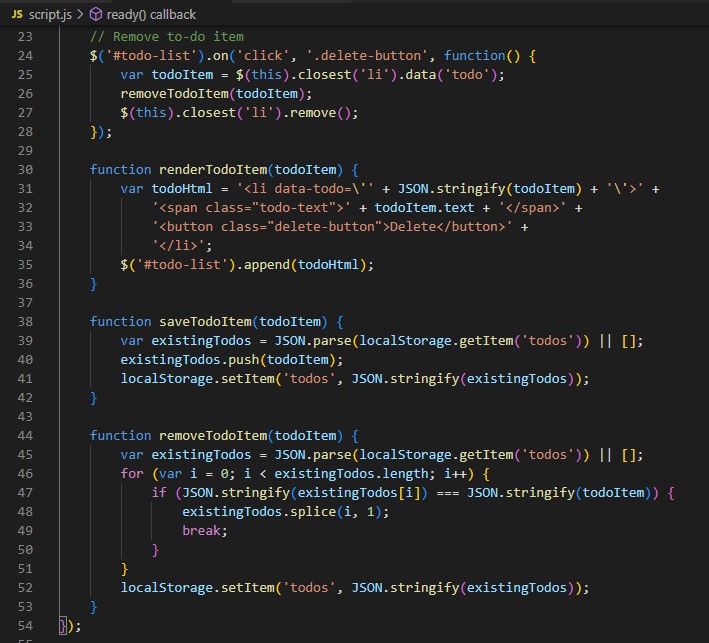 JS script.js > ready() callback
23 // Remove to-do item
24 $('#todo-list').on('click', '.delete-button', function() {
25 var todoItem = $(this).closest('li').data('todo');
26 removeTodoItem(todoItem);
27 $(this).closest('li').remove();
28 });
29
30 function renderTodoItem(todoItem) {
31 var todoHtml = '<li data-todo=\'' + JSON.stringify(todoItem) + '\'>' +
32 '<span class="todo-text">' + todoItem.text + '</span>' +
33 '<button class="delete-button">Delete</button>' +
34 '</li>';
35 $('#todo-list').append(todoHtml);
36 }
37
38 function saveTodoItem(todoItem) {
39 var existingTodos = JSON.parse(localStorage.getItem('todos')) || [];
40 existingTodos.push(todoItem);
41 localStorage.setItem('todos', JSON.stringify(existingTodos));
42 }
43
44 function removeTodoItem(todoItem) {
45 var existingTodos = JSON.parse(localStorage.getItem('todos')) || [];
46 for (var i = 0; i < existingTodos.length; i++) {
47 if (JSON.stringify(existingTodos[i]) === JSON.stringify(todoItem)) {
48 existingTodos.splice(i, 1);
49 break;
50 }
51 }
52 localStorage.setItem('todos', JSON.stringify(existingTodos));
53 }
54 });